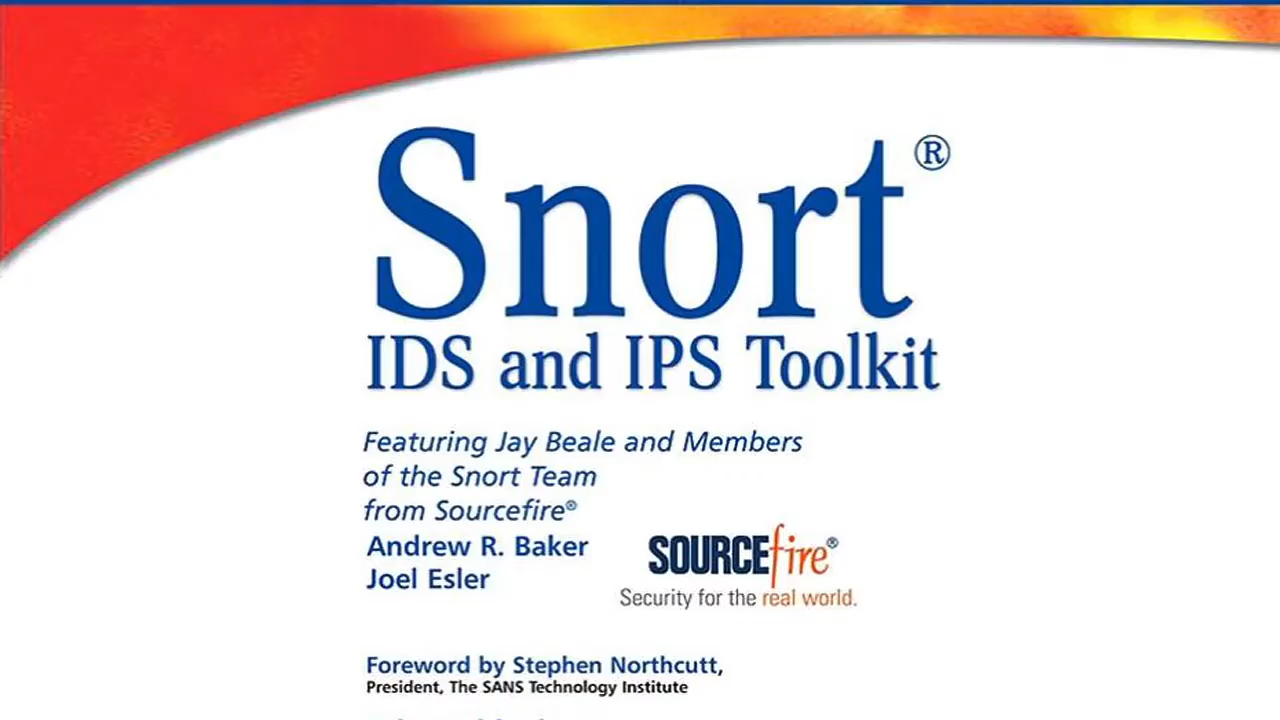 Snort®
IDS and IPS Toolkit
Featuring Jay Beale and Members
of the Snort Team
from Sourcefire®
Andrew R. Baker
Joel Esler
SOURCEfire®
Security for the real world.
Foreword by Stephen Northcutt,
President, The SANS Technology Institute